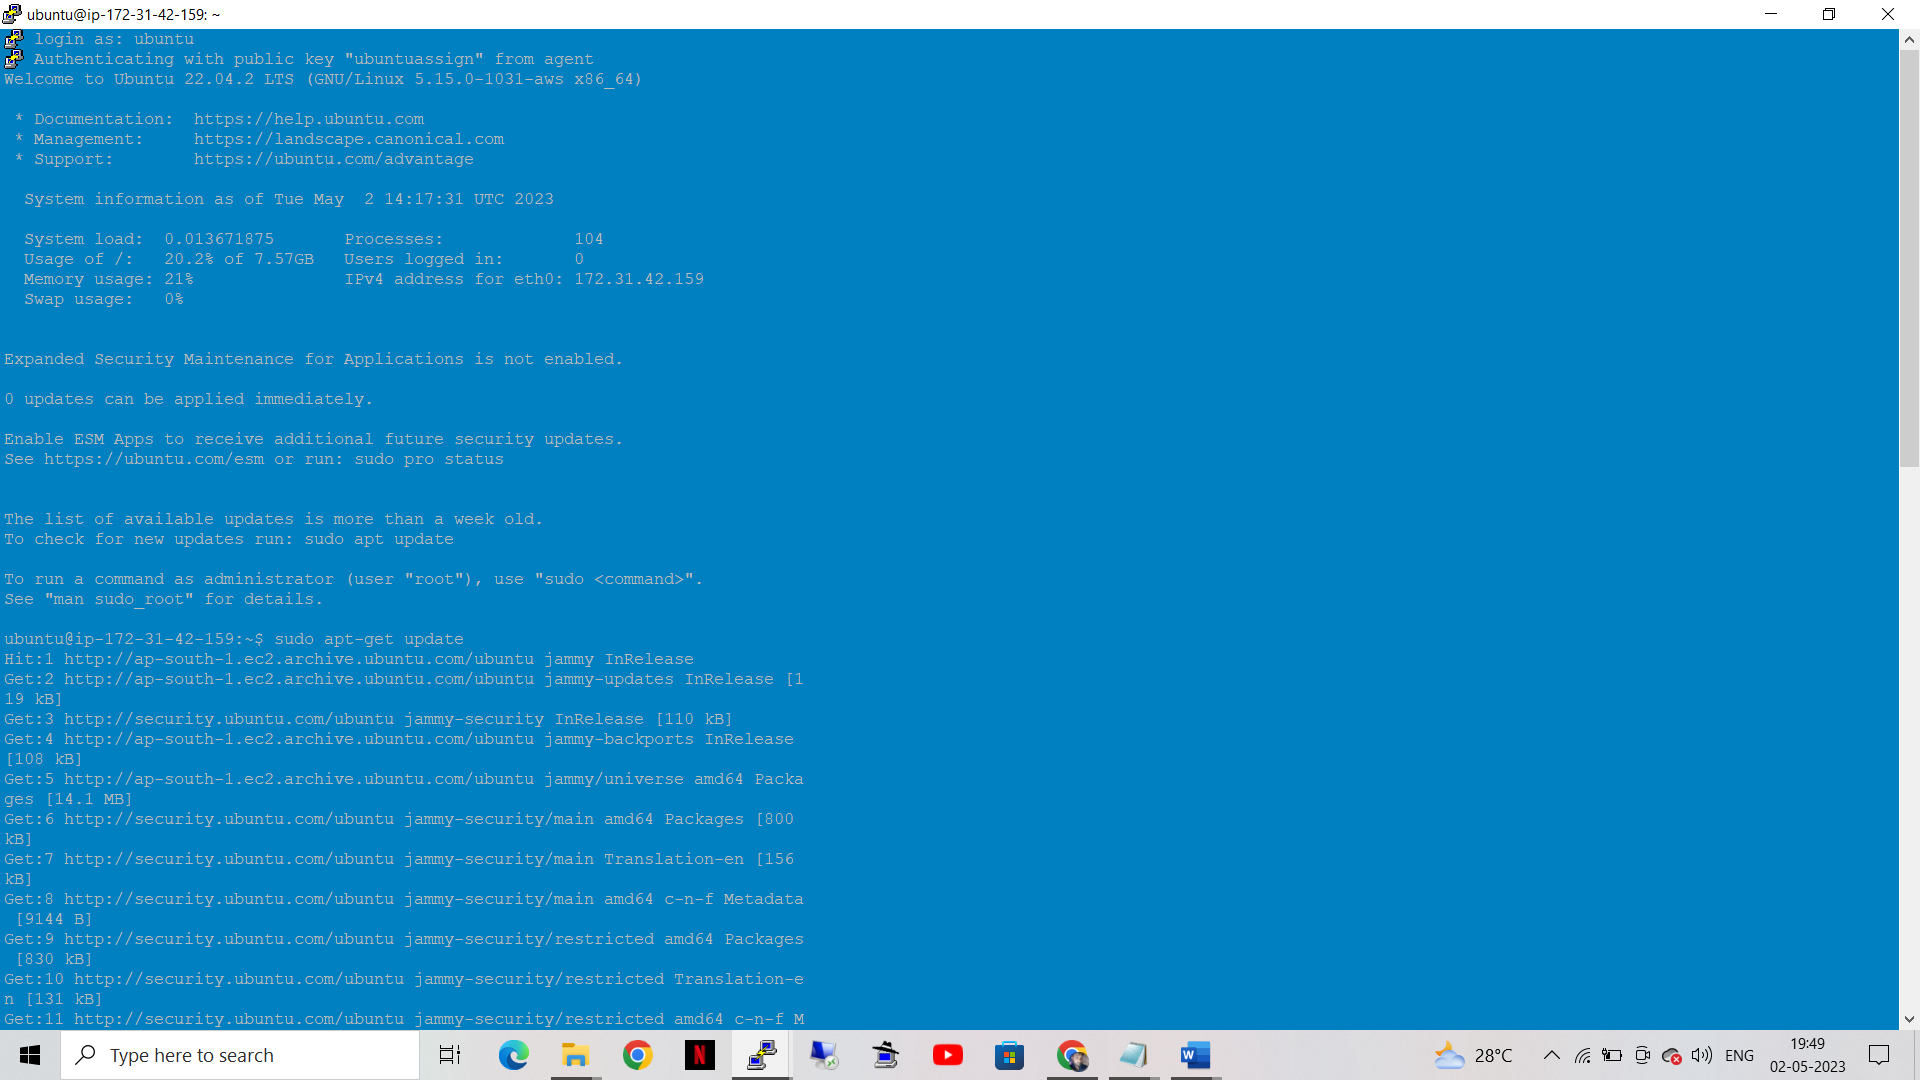 ubuntu@ip-172-31-42-159: ~
login as: ubuntu
Authenticating with public key "ubuntuassign" from agent
Welcome to Ubuntu 22.04.2 LTS (GNU/Linux 5.15.0-1031-aws x86_64)
* Documentation:  https://help.ubuntu.com
* Management:     https://landscape.canonical.com
* Support:        https://ubuntu.com/advantage
System information as of Tue May  2 14:17:31 UTC 2023
System load:  0.013671875       Processes:             104
Usage of /:   20.2% of 7.57GB   Users logged in:       0
Memory usage: 21%               IPv4 address for eth0: 172.31.42.159
Swap usage:   0%
Expanded Security Maintenance for Applications is not enabled.
0 updates can be applied immediately.
Enable ESM Apps to receive additional future security updates.
See https://ubuntu.com/esm or run: sudo pro status
The list of available updates is more than a week old.
To check for new updates run: sudo apt update
To run a command as administrator (user "root"), use "sudo <command>".
See "man sudo_root" for details.
ubuntu@ip-172-31-42-159:~$ sudo apt-get update
Hit:1 http://ap-south-1.ec2.archive.ubuntu.com/ubuntu jammy InRelease
Get:2 http://ap-south-1.ec2.archive.ubuntu.com/ubuntu jammy-updates InRelease [1
19 kB]
Get:3 http://security.ubuntu.com/ubuntu jammy-security InRelease [110 kB]
Get:4 http://ap-south-1.ec2.archive.ubuntu.com/ubuntu jammy-backports InRelease
[108 kB]
Get:5 http://ap-south-1.ec2.archive.ubuntu.com/ubuntu jammy/universe amd64 Packa
ges [14.1 MB]
Get:6 http://security.ubuntu.com/ubuntu jammy-security/main amd64 Packages [800
kB]
Get:7 http://security.ubuntu.com/ubuntu jammy-security/main Translation-en [156
kB]
Get:8 http://security.ubuntu.com/ubuntu jammy-security/main amd64 c-n-f Metadata
[9144 B]
Get:9 http://security.ubuntu.com/ubuntu jammy-security/restricted amd64 Packages
[830 kB]
Get:10 http://security.ubuntu.com/ubuntu jammy-security/restricted Translation-e
n [131 kB]
Get:11 http://security.ubuntu.com/ubuntu jammy-security/restricted amd64 c-n-f M
Type here to search
N
W
28°C
ENG
19:49
02-05-2023